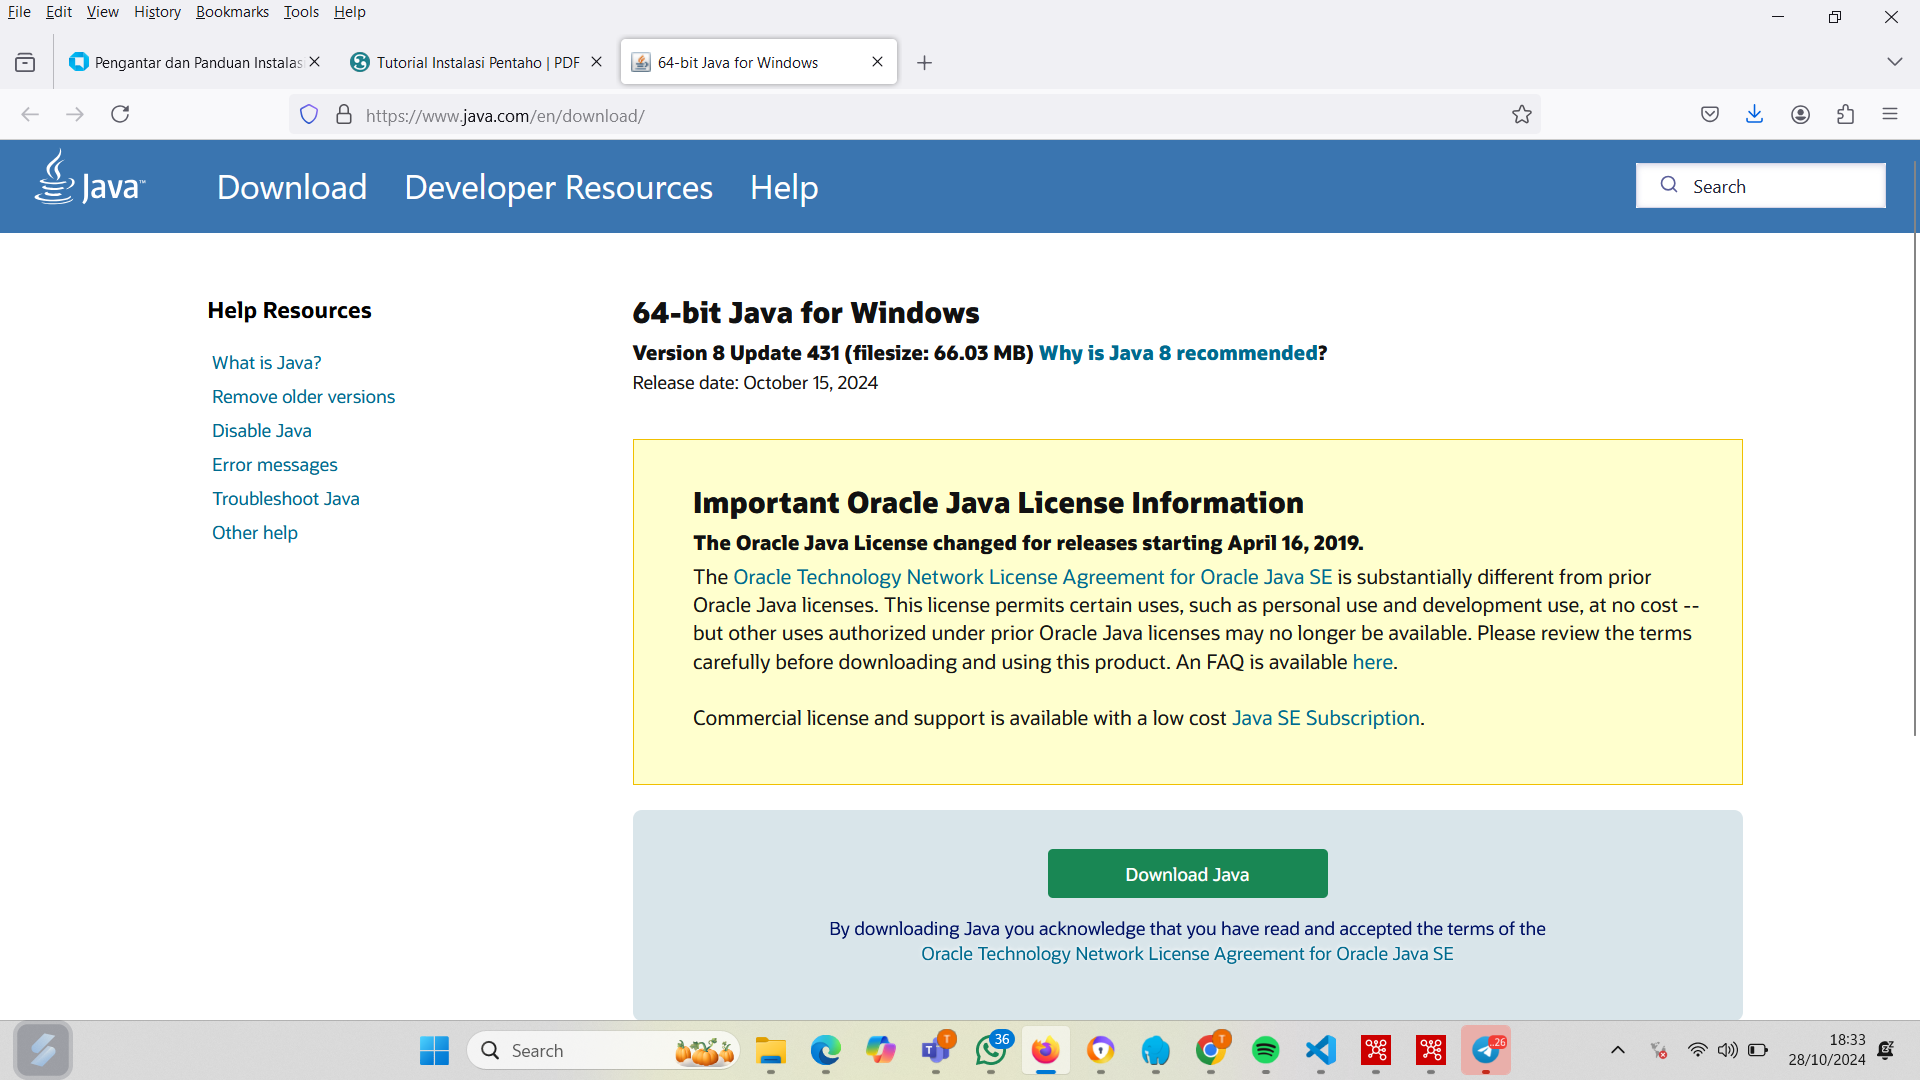 File Edit View History Bookmarks Tools Help
Pengantar dan Panduan Instalas
Tutorial Instalasi Pentaho | PDF
64-bit Java for Windows
https://www.java.com/en/download/
Java™
Download
Developer Resources
Help
Search
Help Resources
What is Java?
Remove older versions
Disable Java
Error messages
Troubleshoot Java
Other help
64-bit Java for Windows
Version 8 Update 431 (filesize: 66.03 MB) Why is Java 8 recommended?
Release date: October 15, 2024
Important Oracle Java License Information
The Oracle Java License changed for releases starting April 16, 2019.
The Oracle Technology Network License Agreement for Oracle Java SE is substantially different from prior
Oracle Java licenses. This license permits certain uses, such as personal use and development use, at no cost --
but other uses authorized under prior Oracle Java licenses may no longer be available. Please review the terms
carefully before downloading and using this product. An FAQ is available here.
Commercial license and support is available with a low cost Java SE Subscription.
Download Java
By downloading Java you acknowledge that you have read and accepted the terms of the
Oracle Technology Network License Agreement for Oracle Java SE
Search
T
T
36
T
..26
18:33
28/10/2024